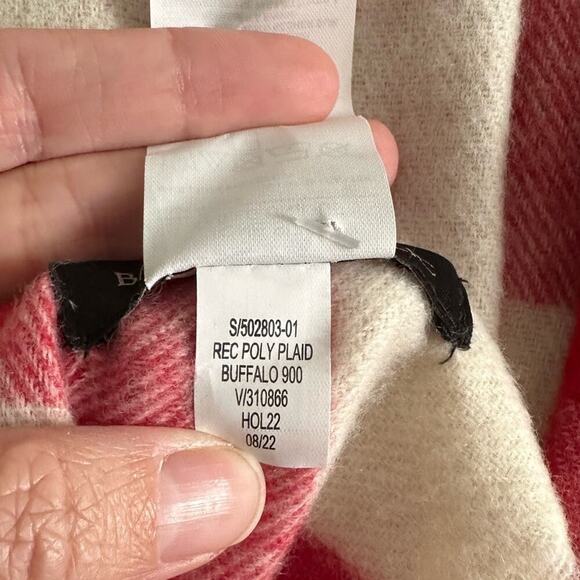 S/502803-01
REC POLY PLAID
BUFFALO 900
V/310866
HOL22
08/22